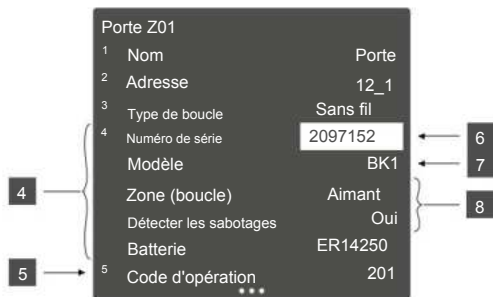 Porte Z01
1 Nom Porte
2 Adresse 12_1
3 Type de boucle Sans fil
4 Numéro de série 2097152 6
Modèle BK1 7
4 Zone (boucle) Aimant 8
Détecter les sabotages Oui
Batterie ER14250
5 5 Code d'opération 201